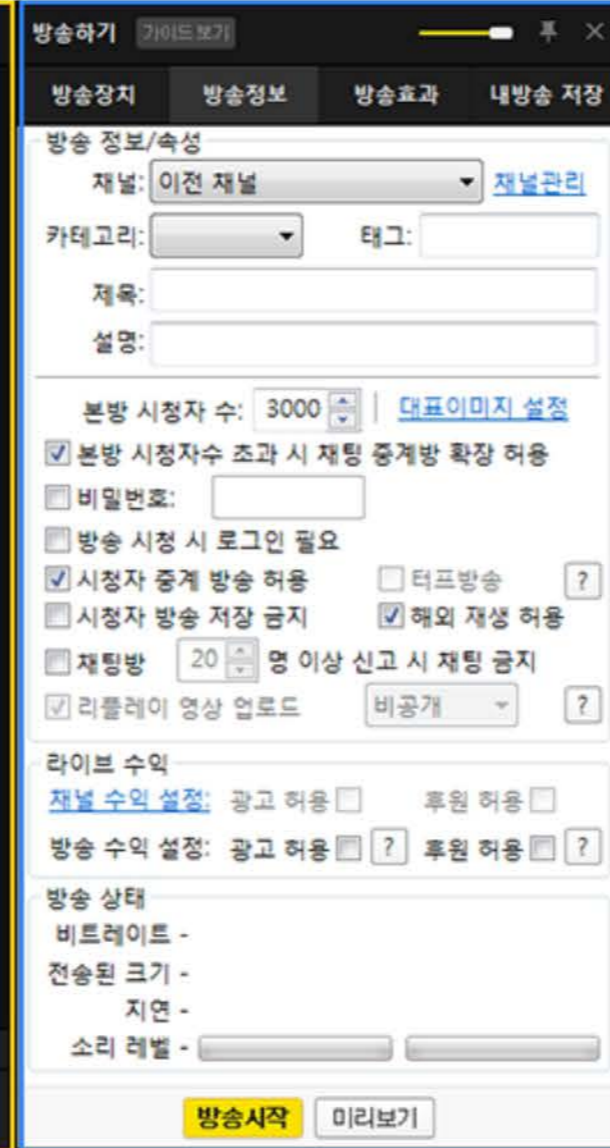 방송하기 가이드 보기
방송장치 방송정보 방송효과 내방송 저장
방송 정보/속성
채널: 이전 채널 채널관리
카테고리: 태그:
제목:
설명:
본방 시청자 수: 3000 대표이미지 설정
본방 시청자수 초과 시 채팅 중계방 확장 허용
비밀번호:
방송 시청 시 로그인 필요
시청자 중계 방송 허용 터프방송 ?
시청자 방송 저장 금지 해외 재생 허용
채팅방 20 명 이상 신고 시 채팅 금지
리플레이 영상 업로드 비공개 ?
라이브 수익
채널 수익 설정: 광고 허용 후원 허용
방송 수익 설정: 광고 허용 ? 후원 허용 ?
방송 상태
비트레이트 -
전송된 크기 -
지연 -
소리 레벨 -
방송시작 미리보기